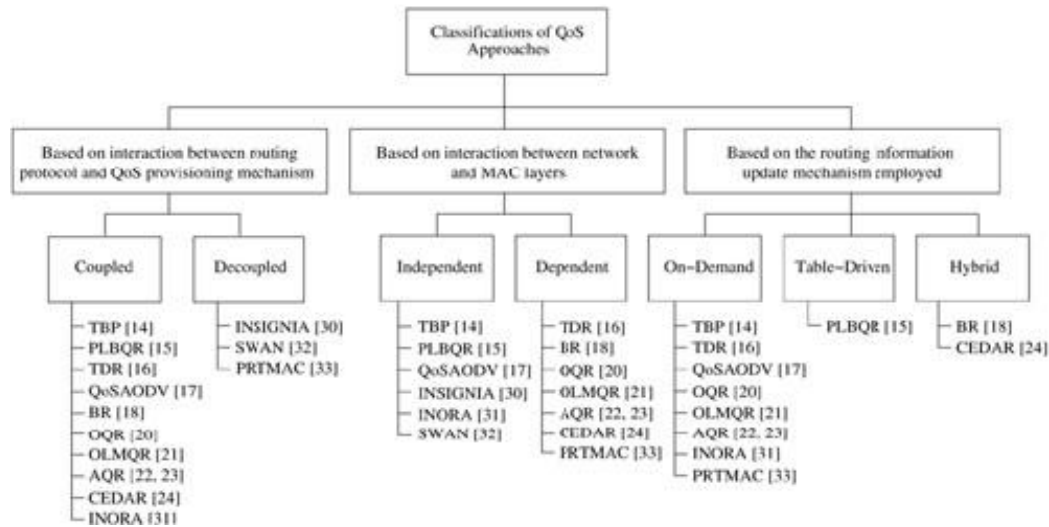 Classifications of QoS
Approaches
Based on interaction between routing
protocol and QoS provisioning mechanism
Based on interaction between network
and MAC layers
Based on the routing information
update mechanism employed
Coupled
Decoupled
Independent
Dependent
On-Demand
Table-Driven
Hybrid
TBP [14]
PLBQR [15]
TDR [16]
QoSAODV [17]
BR [18]
OQR [20]
OLMQR [21]
AQR [22, 23]
CEDAR [24]
INORA [31]
INSIGNIA [30]
SWAN [32]
PRTMAC [33]
TBP [14]
PLBQR [15]
QoSAODV [17]
INSIGNIA [30]
INORA [31]
SWAN [32]
TDR [16]
BR [18]
OQR [20]
OLMQR [21]
AQR [22, 23]
CEDAR [24]
PRTMAC [33]
TBP [14]
TDR [16]
QoSAODV [17]
OQR [20]
OLMQR [21]
AQR [22, 23]
INORA [31]
PRTMAC [33]
PLBQR [15]
BR [18]
CEDAR [24]